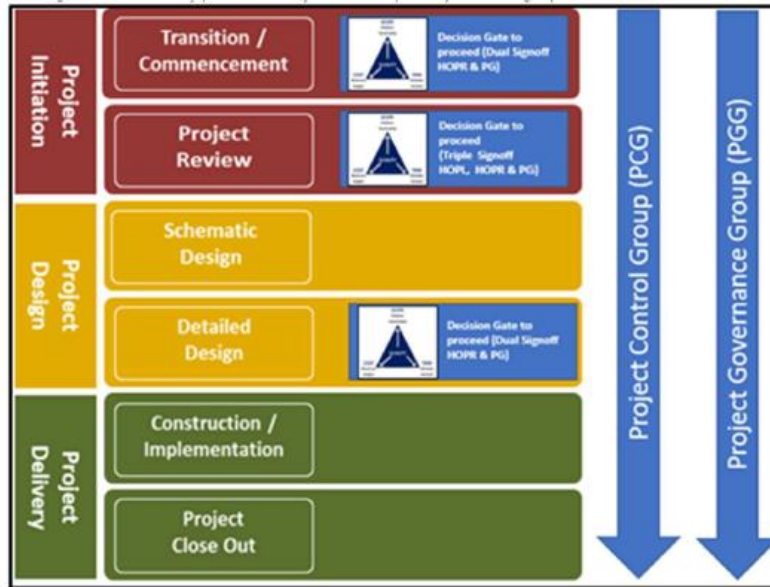 Project
Initiation
Transition /
Commencement
Decision Gate to
proceed (Dual Signoff
HOPR & PG)
Project
Review
Decision Gate to
proceed
(Triple Signoff
HOPL, HOPR & PG)
Project
Design
Schematic
Design
Detailed
Design
Decision Gate to
proceed (Dual Signoff
HOPR & PG)
Project
Delivery
Construction /
Implementation
Project
Close Out
Project Control Group (PCG)
Project Governance Group (PGG)